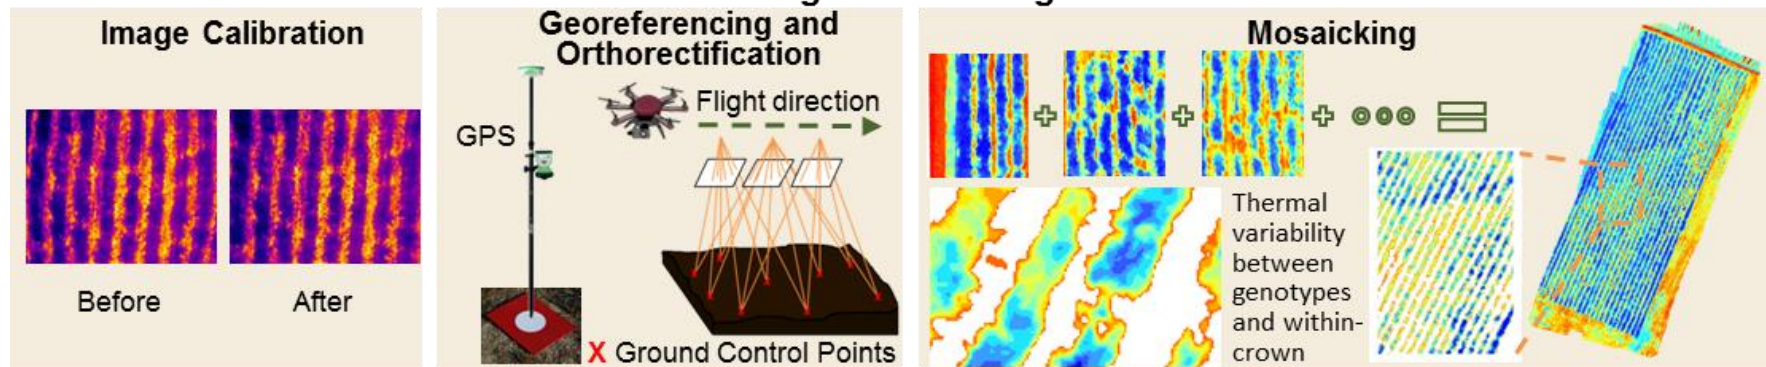 Image Calibration
Before
After
Georeferencing and
Orthorectification
GPS
Flight direction
X Ground Control Points
Mosaicking
Thermal
variability
between
genotypes
and within-
crown